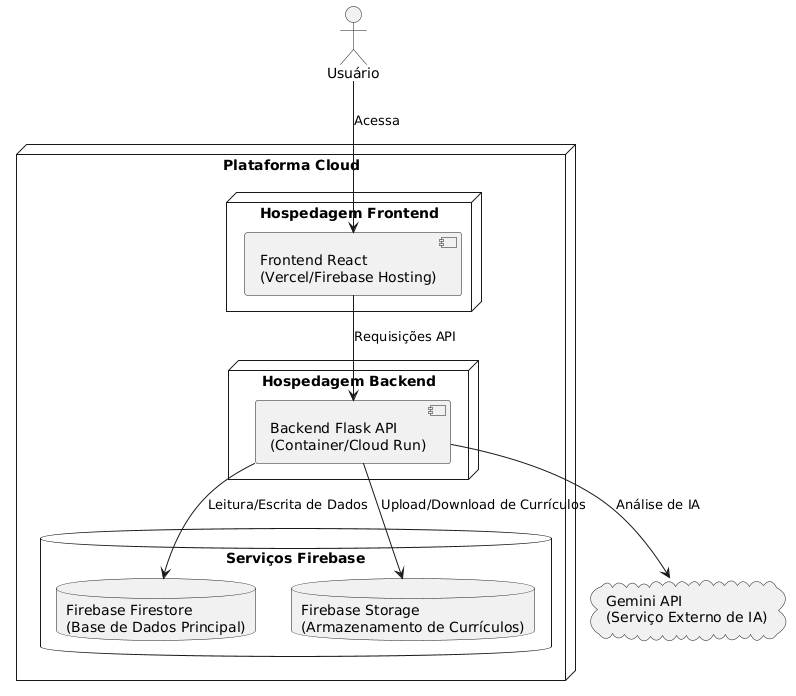 Usuário
Acessa
Plataforma Cloud
Hospedagem Frontend
Frontend React
(Vercel/Firebase Hosting)
Requisições API
Hospedagem Backend
Backend Flask API
(Container/Cloud Run)
Leitura/Escrita de Dados
Upload/Download de Currículos
Análise de IA
Serviços Firebase
Firebase Firestore
(Base de Dados Principal)
Firebase Storage
(Armazenamento de Currículos)
Gemini API
(Serviço Externo de IA)